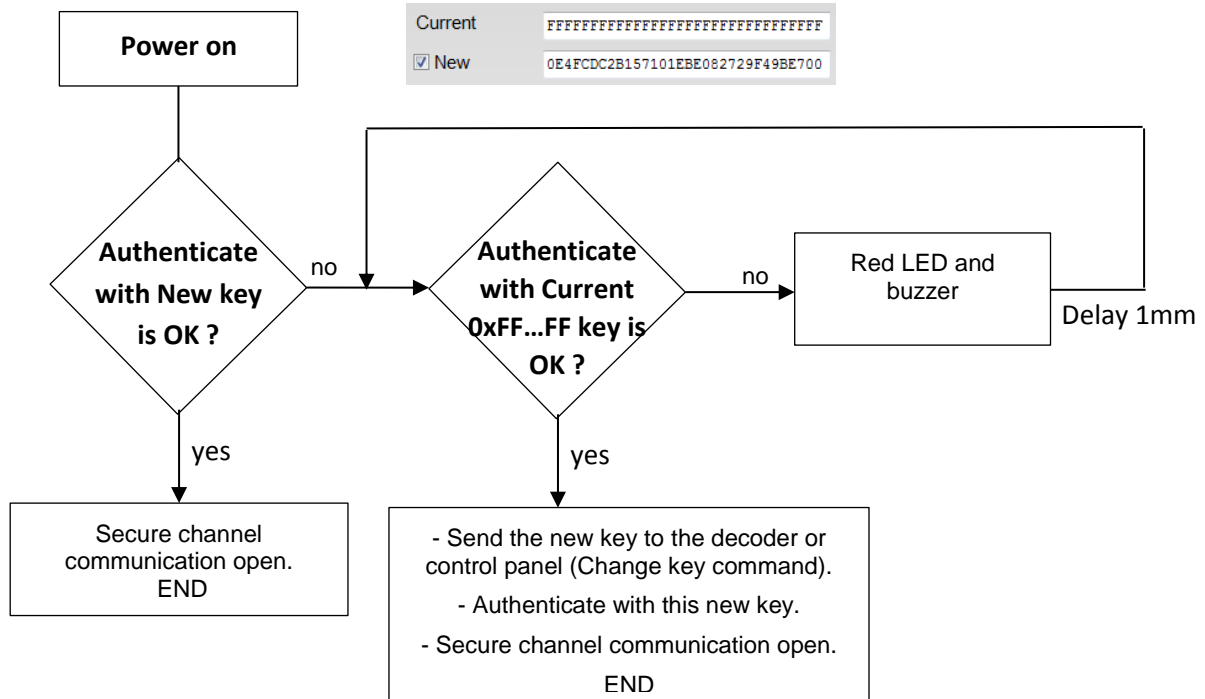 Power on
Current FFFFFFFFFFFFFFFFFFFFFFFFFFFFFFFF
New 0E4FCDC2B157101EBE082729F49BE700
Authenticate
with New key
is OK ?
no
Authenticate
with Current
0xFF...FF key is
OK ?
no
Red LED and
buzzer
Delay 1mm
yes
yes
Secure channel
communication open.
END
- Send the new key to the decoder or
control panel (Change key command).
- Authenticate with this new key.
- Secure channel communication open.
END